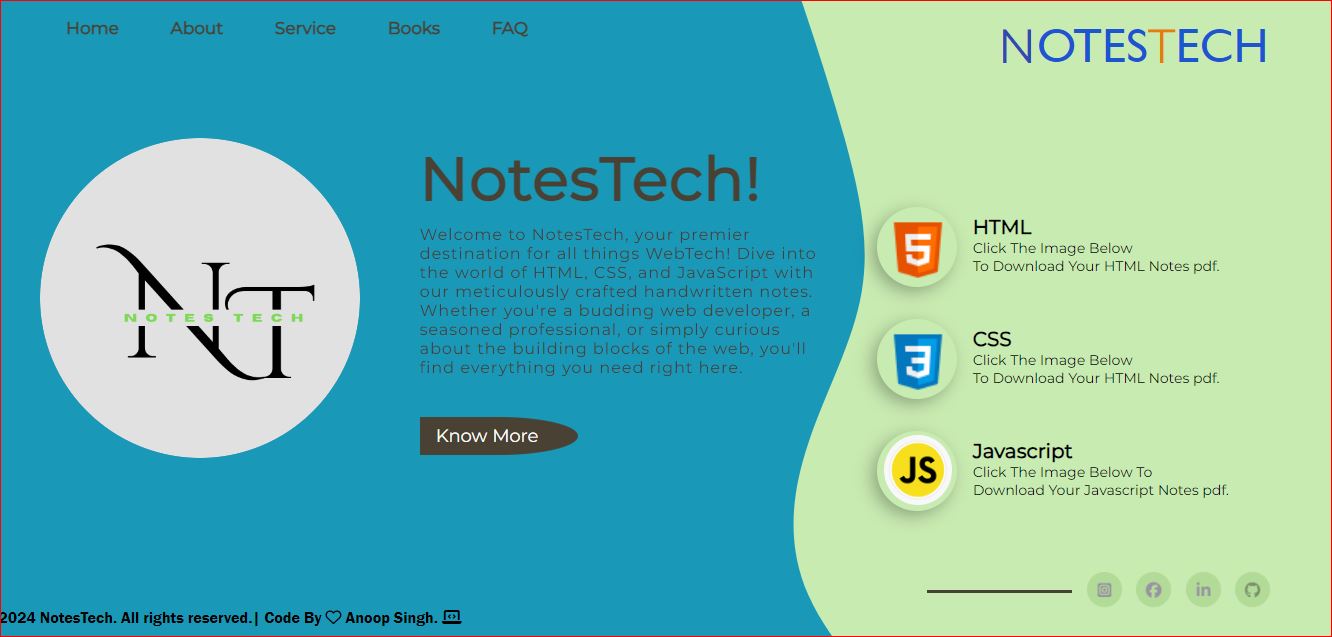 Home About Service Books FAQ
NOTESTECH
NOTES TECH
NotesTech!
Welcome to NotesTech, your premier
destination for all things WebTech! Dive into
the world of HTML, CSS, and JavaScript with
our meticulously crafted handwritten notes.
Whether you're a budding web developer, a
seasoned professional, or simply curious
about the building blocks of the web, you'll
find everything you need right here.
Know More
HTML
Click The Image Below
To Download Your HTML Notes pdf.
CSS
Click The Image Below
To Download Your HTML Notes pdf.
JS
Javascript
Click The Image Below To
Download Your Javascript Notes pdf.
2024 NotesTech. All rights reserved.| Code By ♡ Anoop Singh.